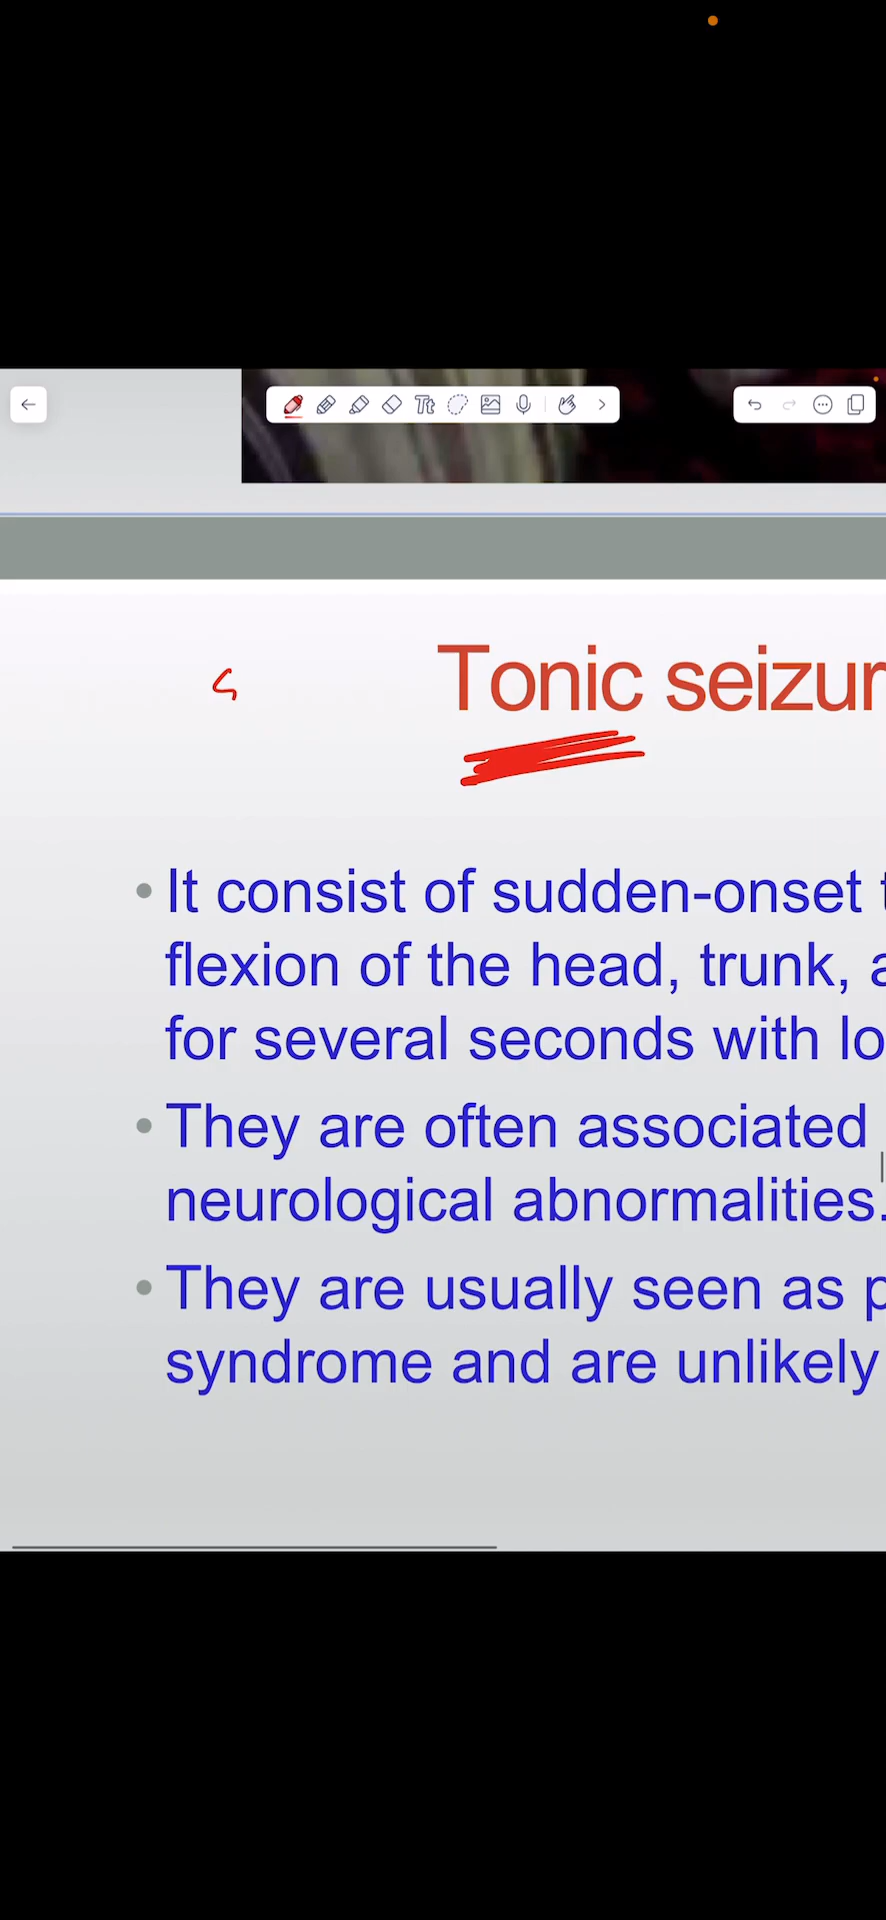 Tt
Tonic seizur
It consist of sudden-onset
flexion of the head, trunk,
for several seconds with lo
They are often associated
neurological abnormalities.
They are usually seen as p
syndrome and are unlikely